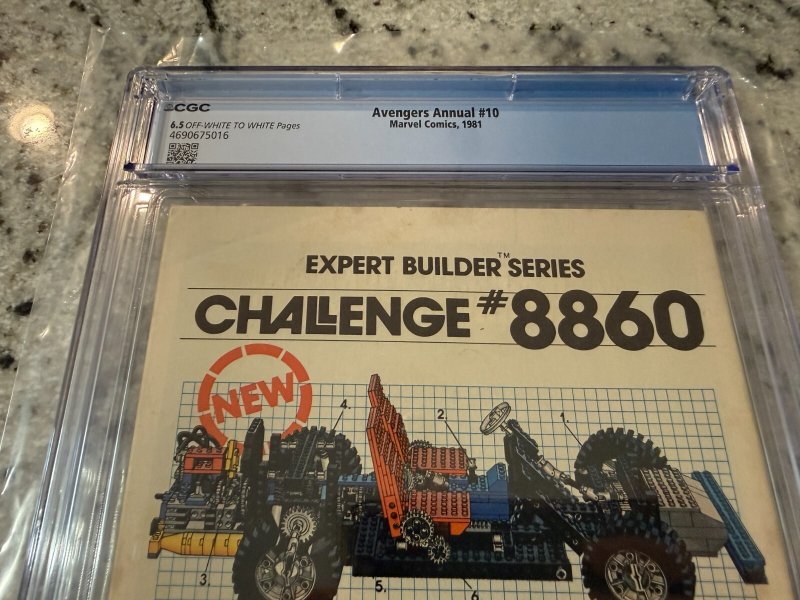 CGC
Avengers Annual #10
6.5 OFF-WHITE TO WHITE Pages
Marvel Comics, 1981
4690675016
EXPERT BUILDER™ SERIES
CHALLENGE #8860
NEW
4.
2.
1.
3.
5.
6